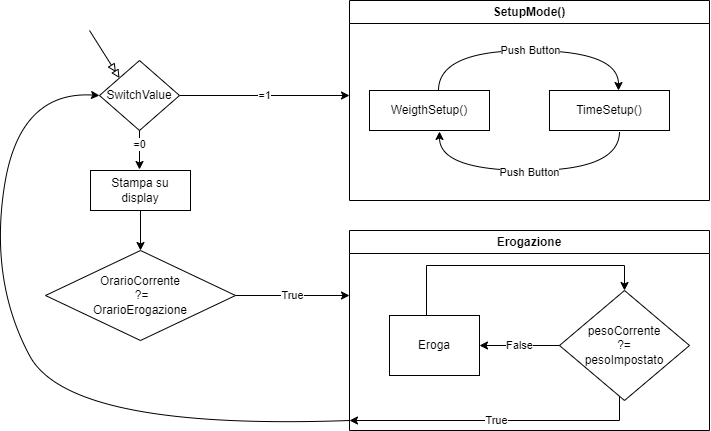 SetupMode()
Push Button
SwitchValue
=1
WeigthSetup()
TimeSetup()
=0
Push Button
Stampa su
display
Erogazione
OrarioCorrente
?=
OrarioErogazione
True
pesoCorrente
?=
pesoImpostato
Eroga
False
True